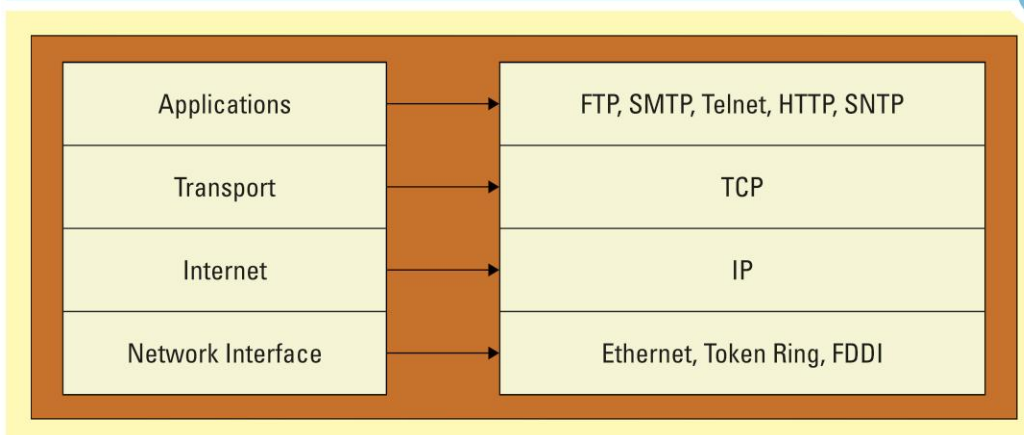 Applications
FTP, SMTP, Telnet, HTTP, SNTP
Transport
TCP
Internet
IP
Network Interface
Ethernet, Token Ring, FDDI